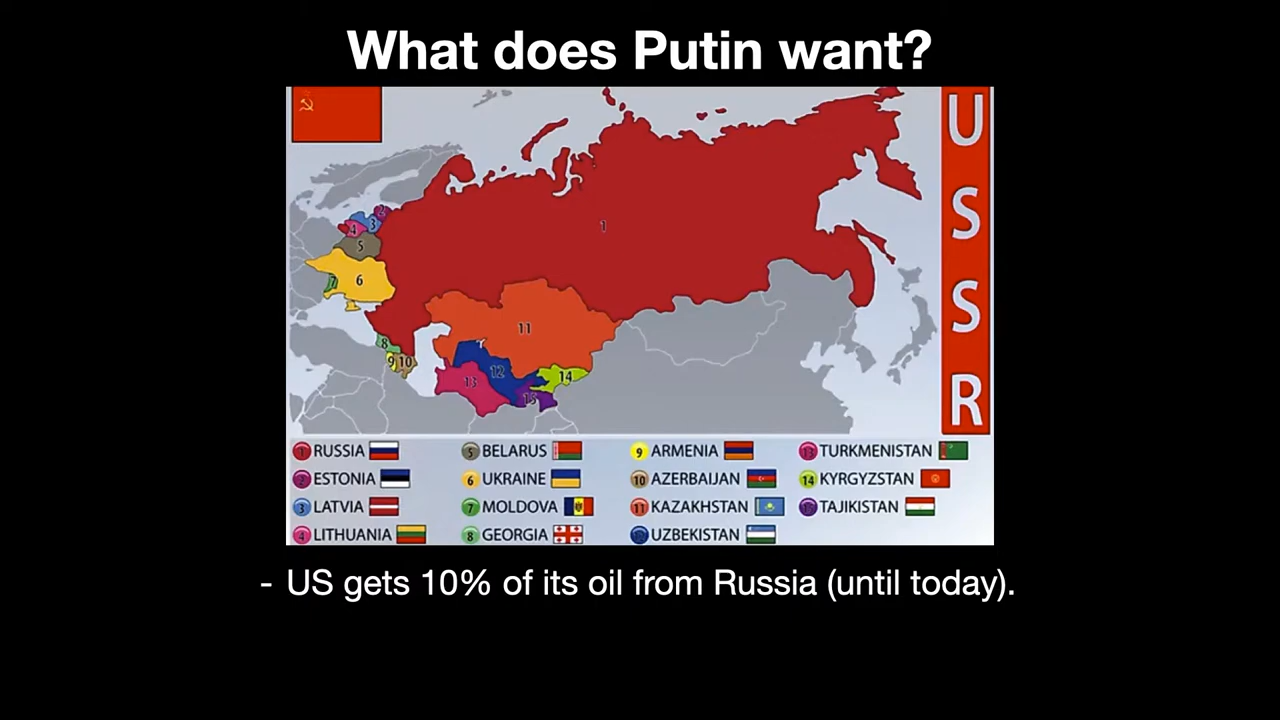 What does Putin want?
U
S
S
R
1
2
3
4
5
6
7
8
9
10
11
12
13
14
15
1 RUSSIA
2 ESTONIA
3 LATVIA
4 LITHUANIA
5 BELARUS
6 UKRAINE
7 MOLDOVA
8 GEORGIA
9 ARMENIA
10 AZERBAIJAN
11 KAZAKHSTAN
12 UZBEKISTAN
13 TURKMENISTAN
14 KYRGYZSTAN
15 TAJIKISTAN
- US gets 10% of its oil from Russia (until today).